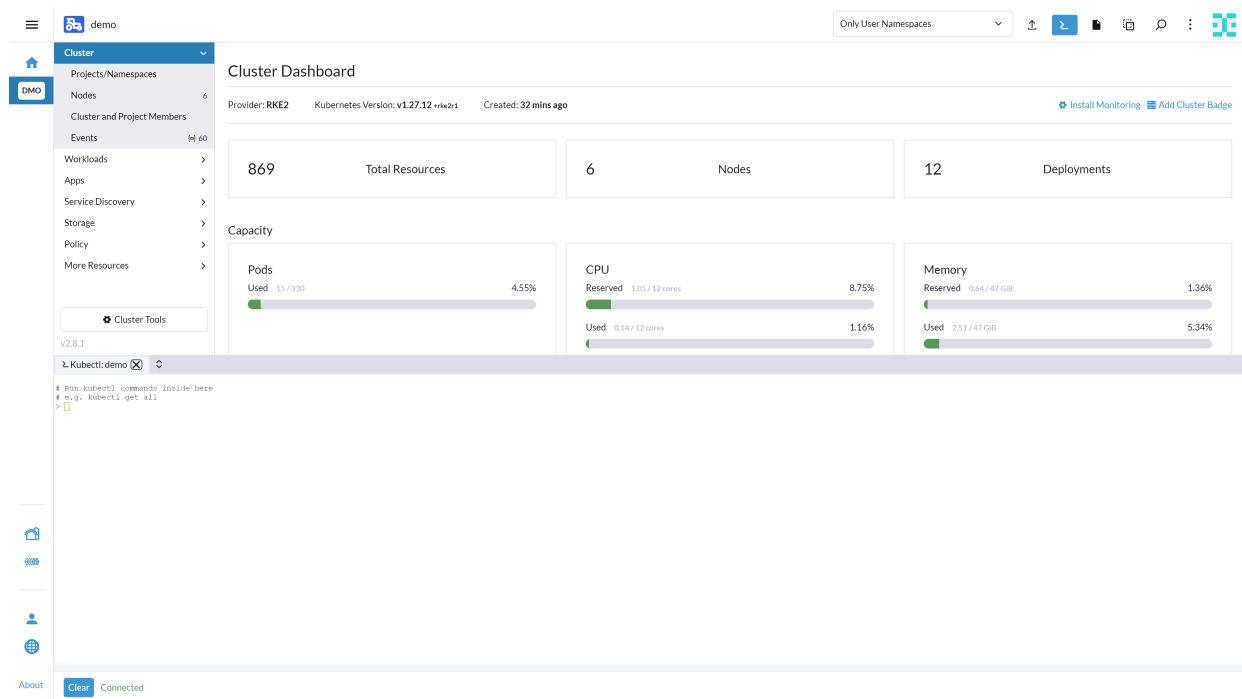 demo
Only User Namespaces
DMO
Cluster
Projects/Namespaces
Nodes 6
Cluster and Project Members
Events 60
Workloads
Apps
Service Discovery
Storage
Policy
More Resources
Cluster Tools
v2.8.1
Cluster Dashboard
Provider: RKE2 Kubernetes Version: v1.27.12 +rke2r1 Created: 32 mins ago
Install Monitoring Add Cluster Badge
869 Total Resources
6 Nodes
12 Deployments
Capacity
Pods
Used 15 / 330 4.55%
CPU
Reserved 1.05 / 12 cores 8.75%
Used 0.14 / 12 cores 1.16%
Memory
Reserved 0.64 / 47 GiB 1.36%
Used 2.51 / 47 GiB 5.34%
Kubectl: demo
# Run kubectl commands inside here
# e.g. kubectl get all
>
About
Clear Connected